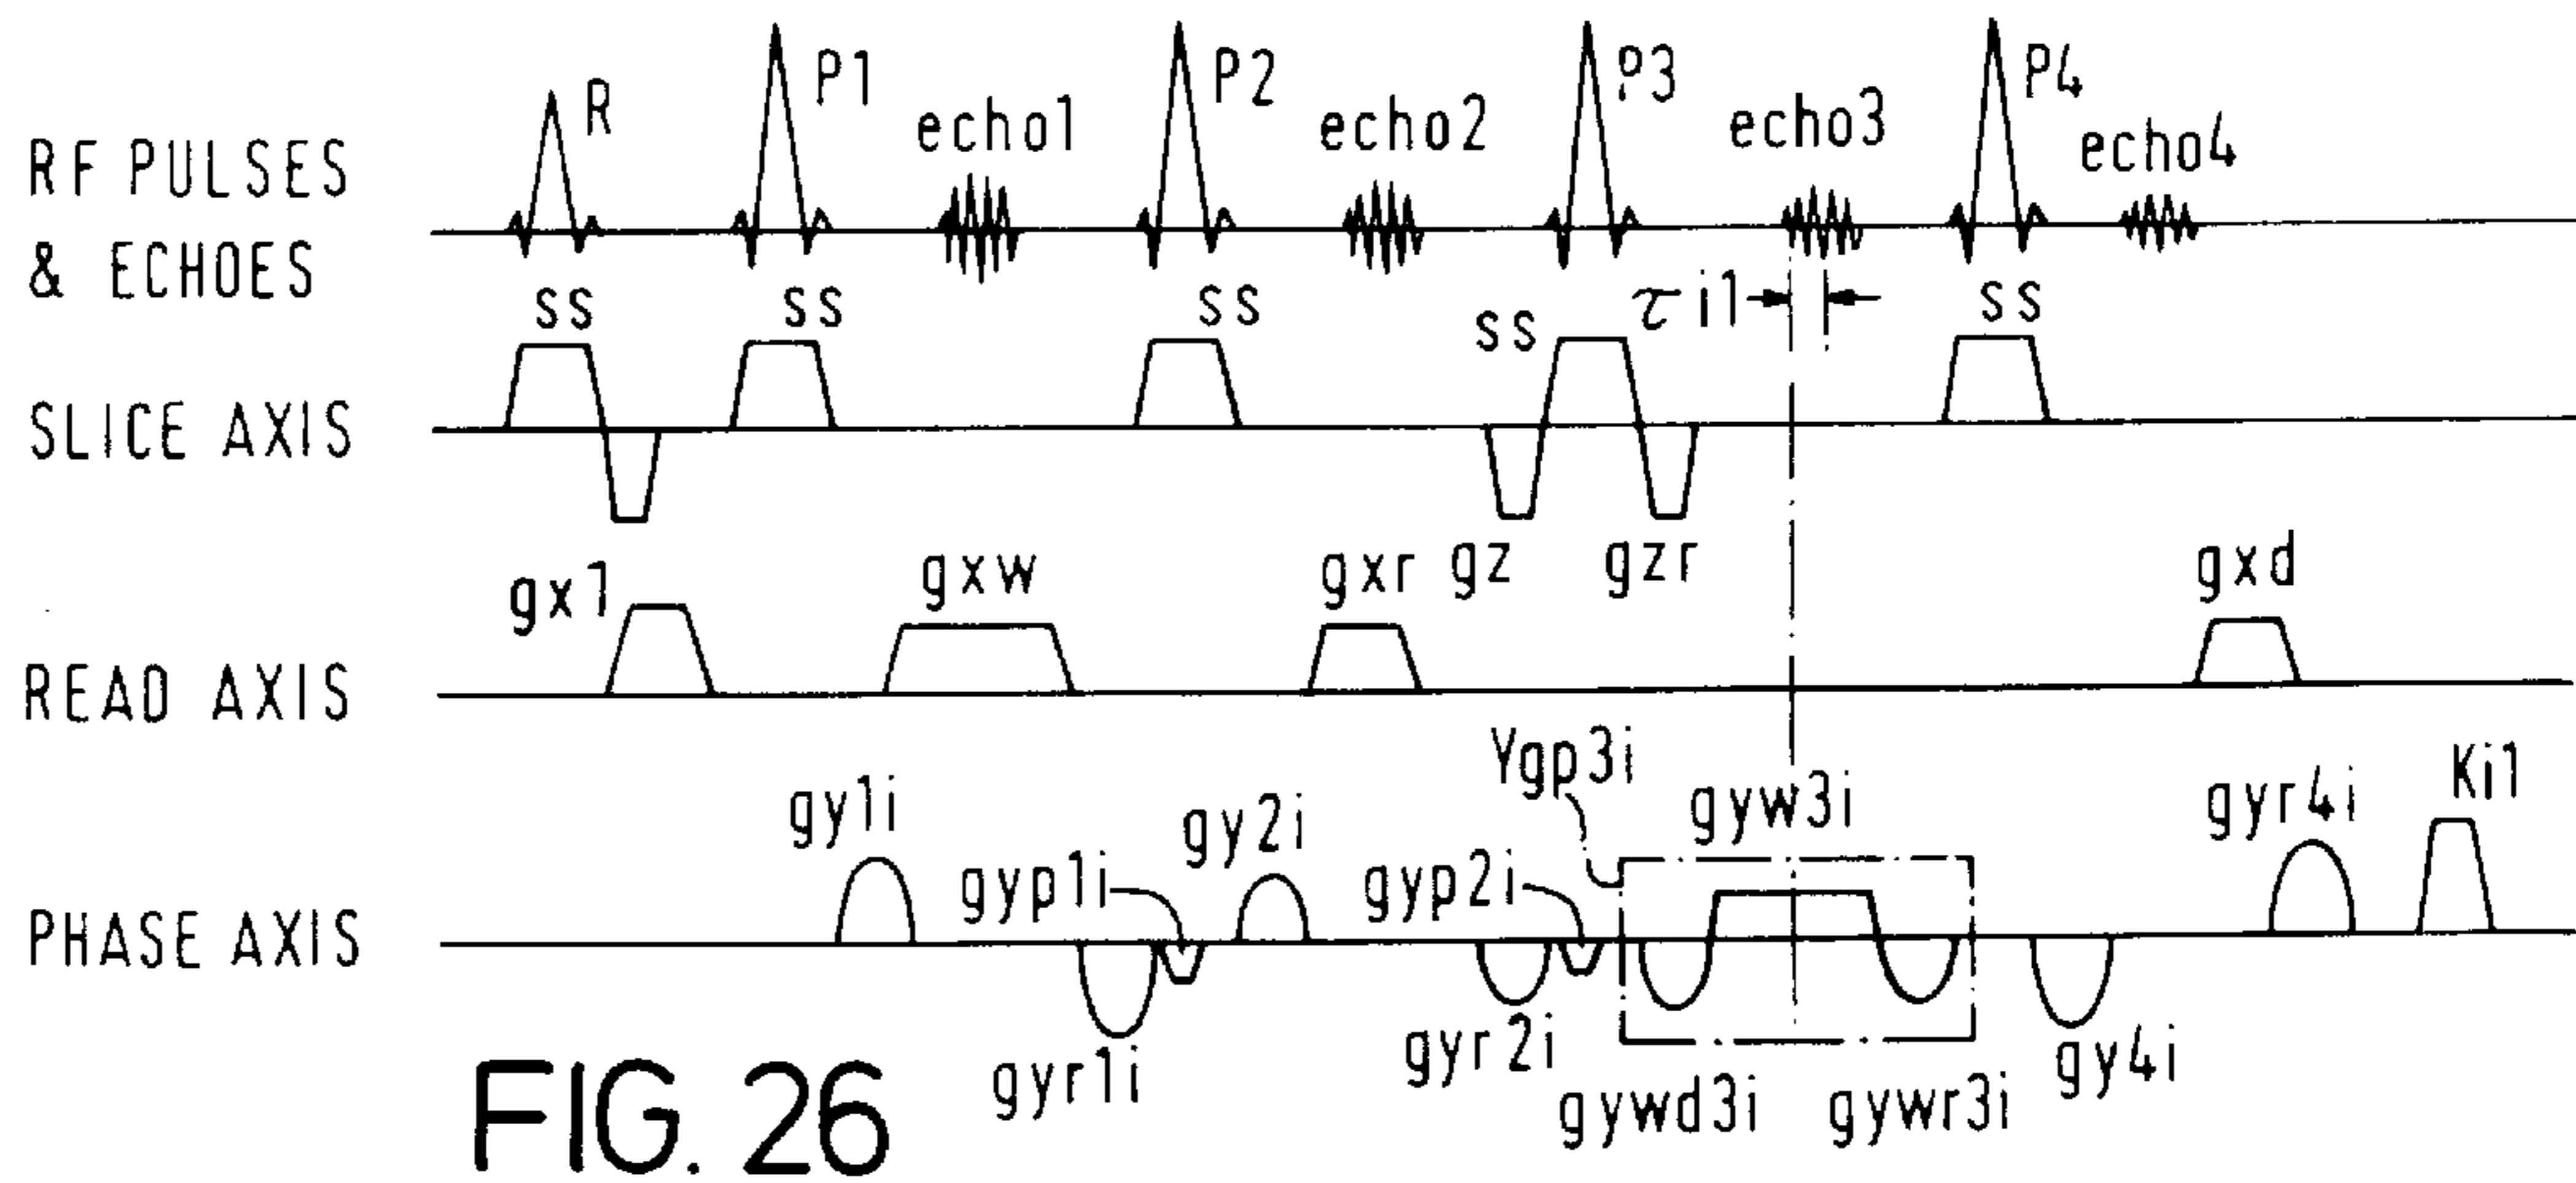 RF PULSES
& ECHOES
R
P1
echo1
P2
echo2
P3
echo3
P4
echo4
τi1
SLICE AXIS
ss
ss
ss
ss
ss
gz
gzr
READ AXIS
gx1
gxw
gxr
gxd
PHASE AXIS
gy1i
gyp1i
gyr1i
gy2i
gyp2i
gyr2i
Ygp3i
gyw3i
gywd3i
gywr3i
gy4i
gyr4i
Ki1
FIG. 26